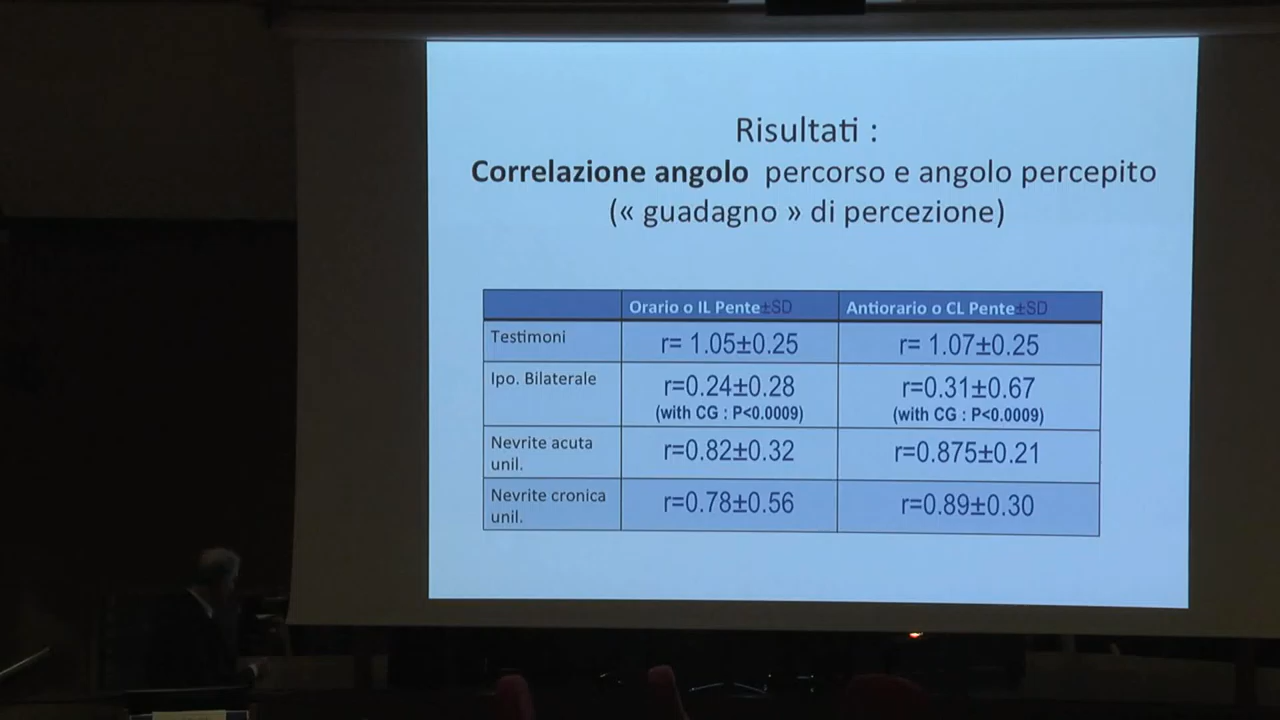 Risultati :
Correlazione angolo percorso e angolo percepito
(« guadagno » di percezione)
Orario o IL Pente±SD
Antiorario o CL Pente±SD
Testimoni
r= 1.05±0.25
r= 1.07±0.25
Ipo. Bilaterale
r=0.24±0.28
(with CG : P<0.0009)
r=0.31±0.67
(with CG : P<0.0009)
Nevrite acuta
unil.
r=0.82±0.32
r=0.875±0.21
Nevrite cronica
unil.
r=0.78±0.56
r=0.89±0.30